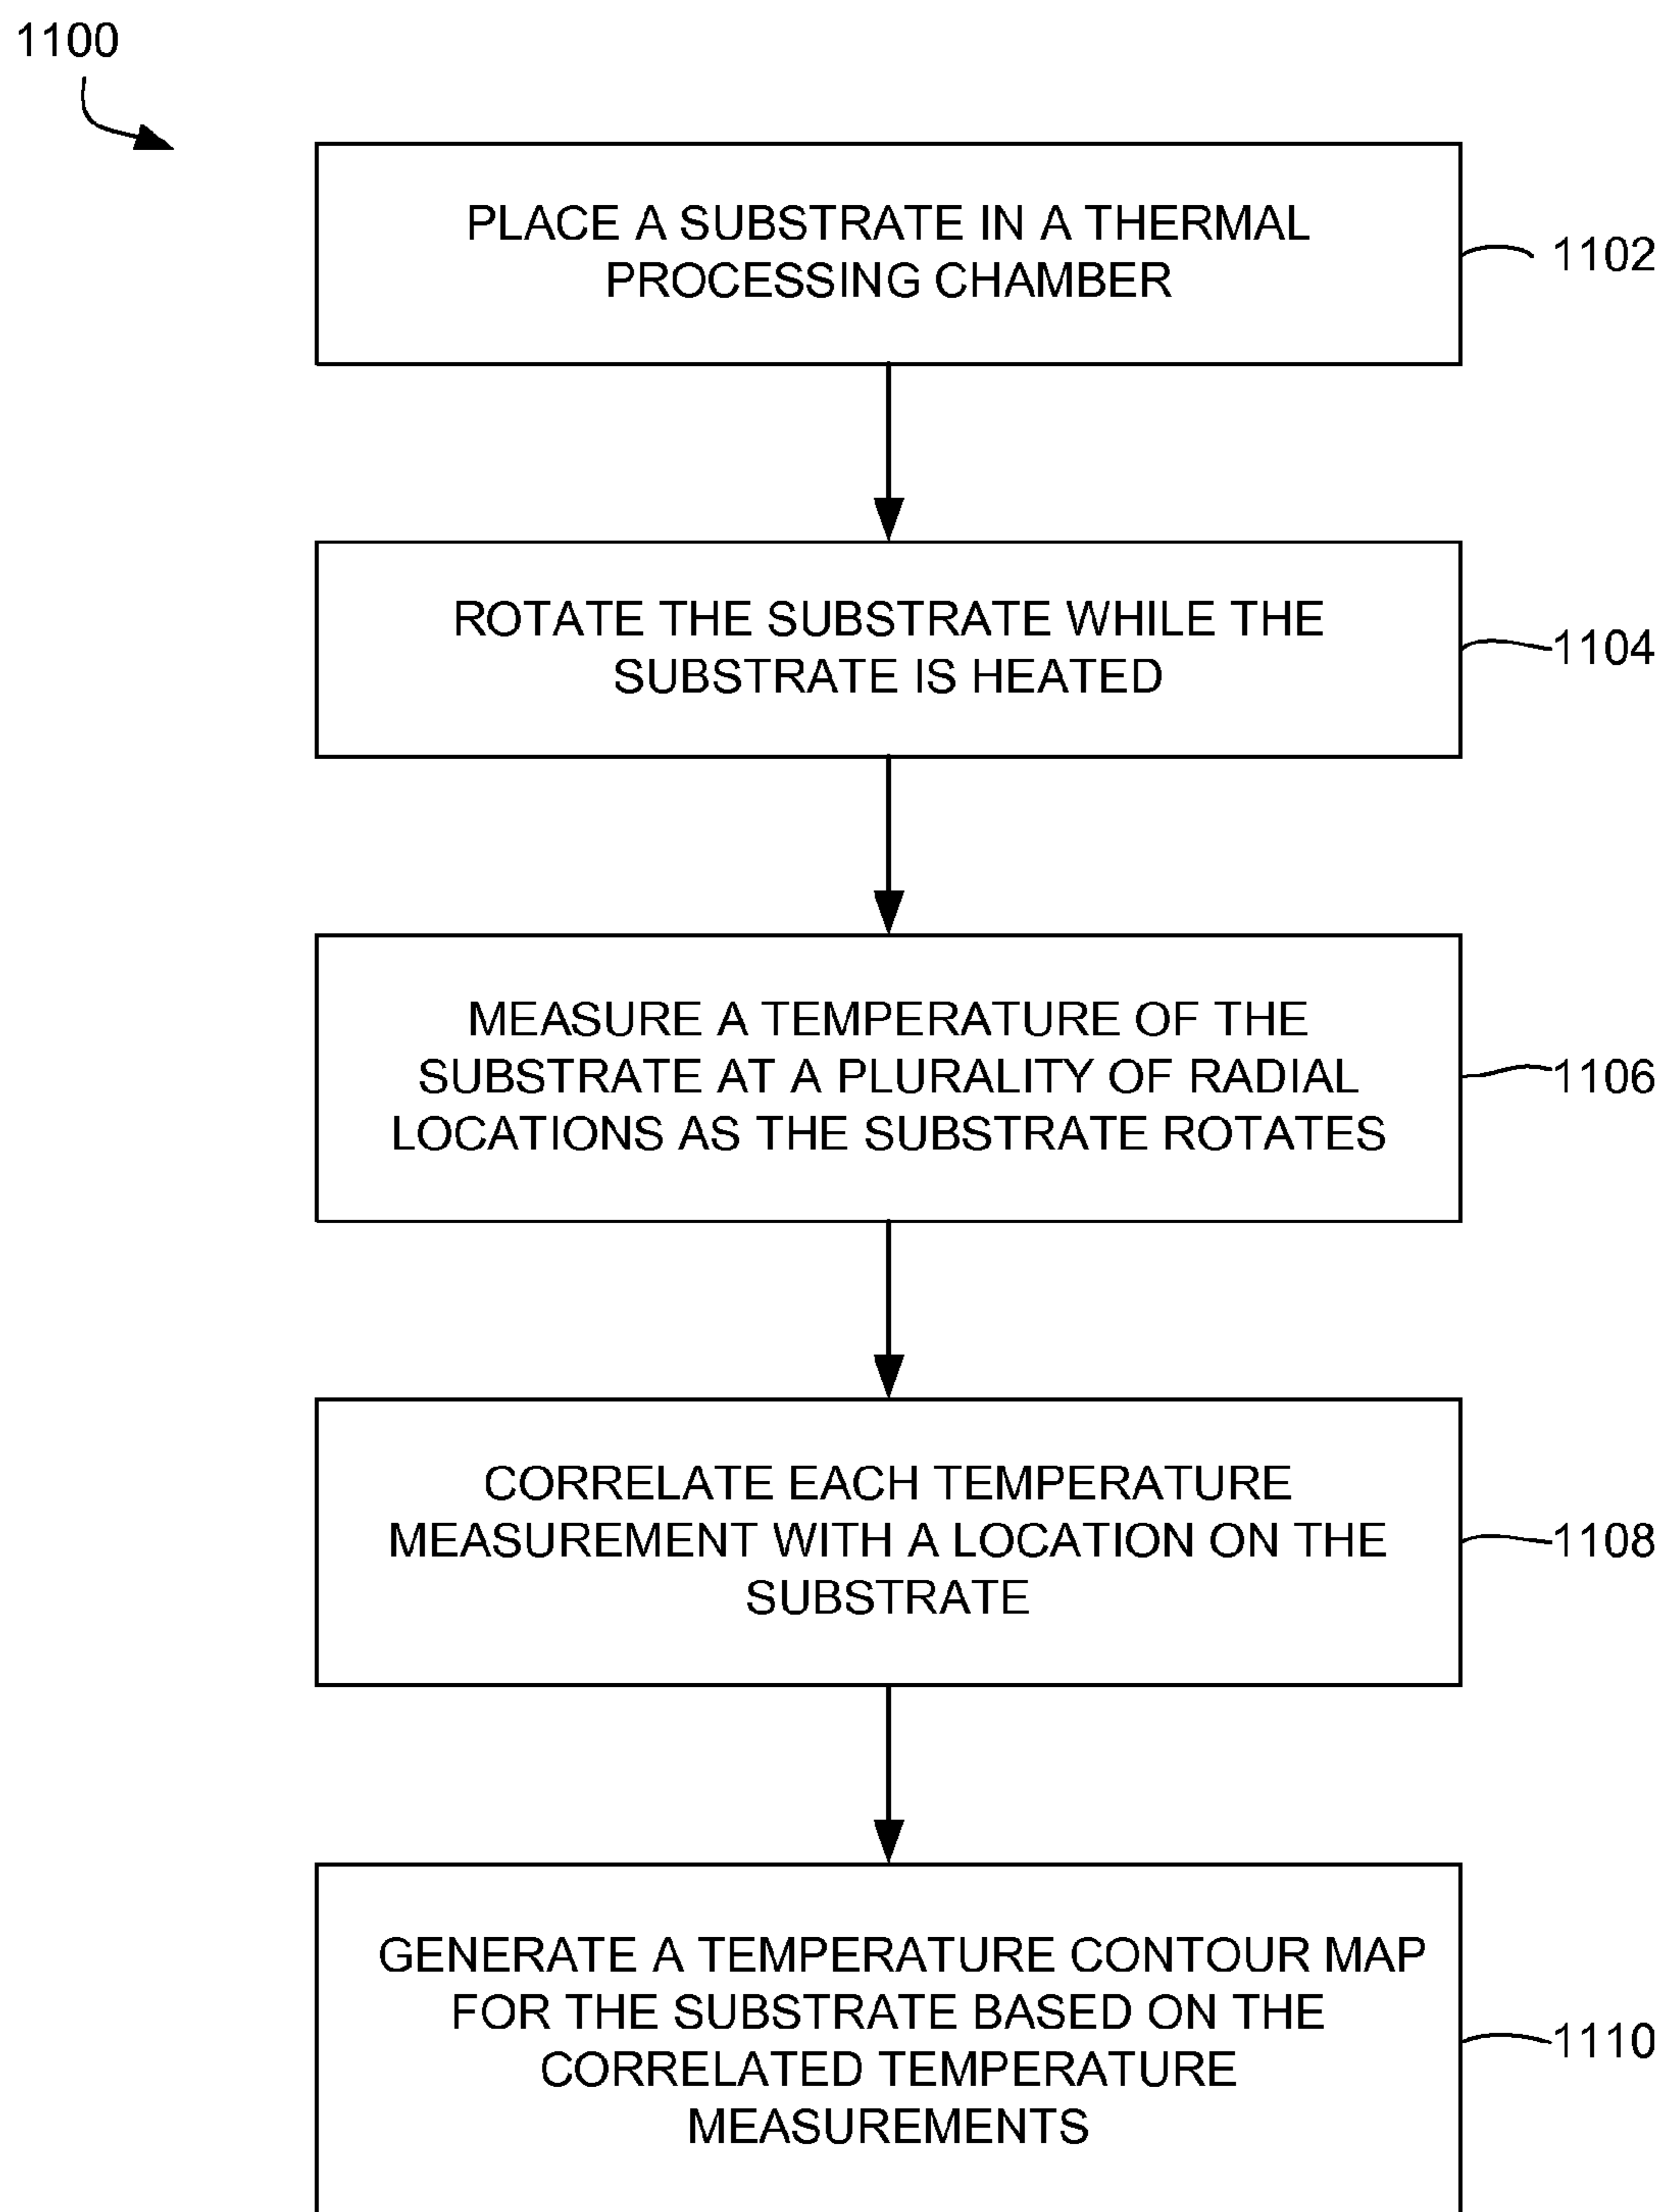 1100
PLACE A SUBSTRATE IN A THERMAL
PROCESSING CHAMBER
1102
ROTATE THE SUBSTRATE WHILE THE
SUBSTRATE IS HEATED
1104
MEASURE A TEMPERATURE OF THE
SUBSTRATE AT A PLURALITY OF RADIAL
LOCATIONS AS THE SUBSTRATE ROTATES
1106
CORRELATE EACH TEMPERATURE
MEASUREMENT WITH A LOCATION ON THE
SUBSTRATE
1108
GENERATE A TEMPERATURE CONTOUR MAP
FOR THE SUBSTRATE BASED ON THE
CORRELATED TEMPERATURE
MEASUREMENTS
1110